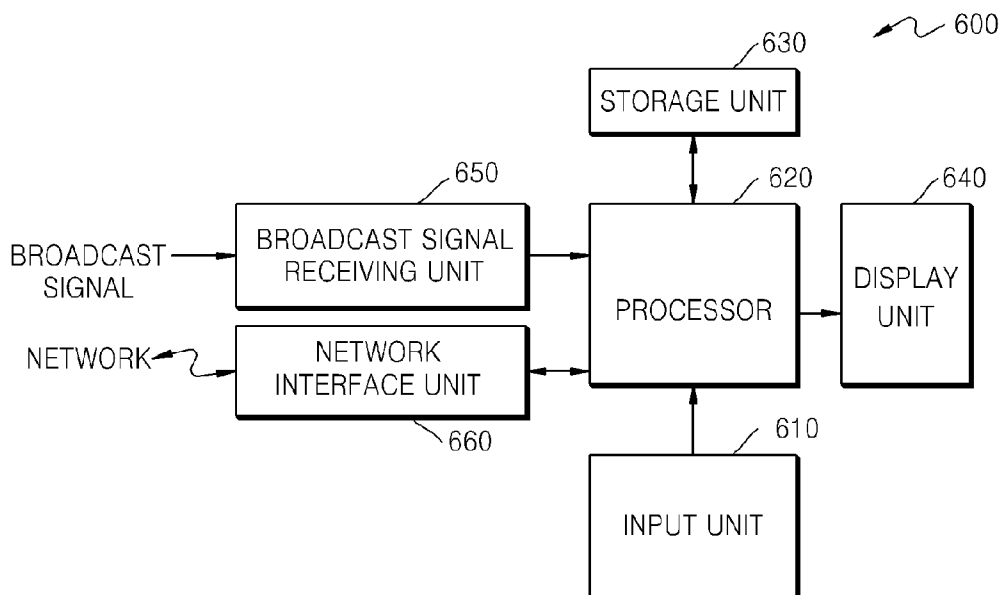 600
630
STORAGE UNIT
650
620
640
BROADCAST
SIGNAL
BROADCAST SIGNAL
RECEIVING UNIT
PROCESSOR
DISPLAY
UNIT
NETWORK
NETWORK
INTERFACE UNIT
660
610
INPUT UNIT